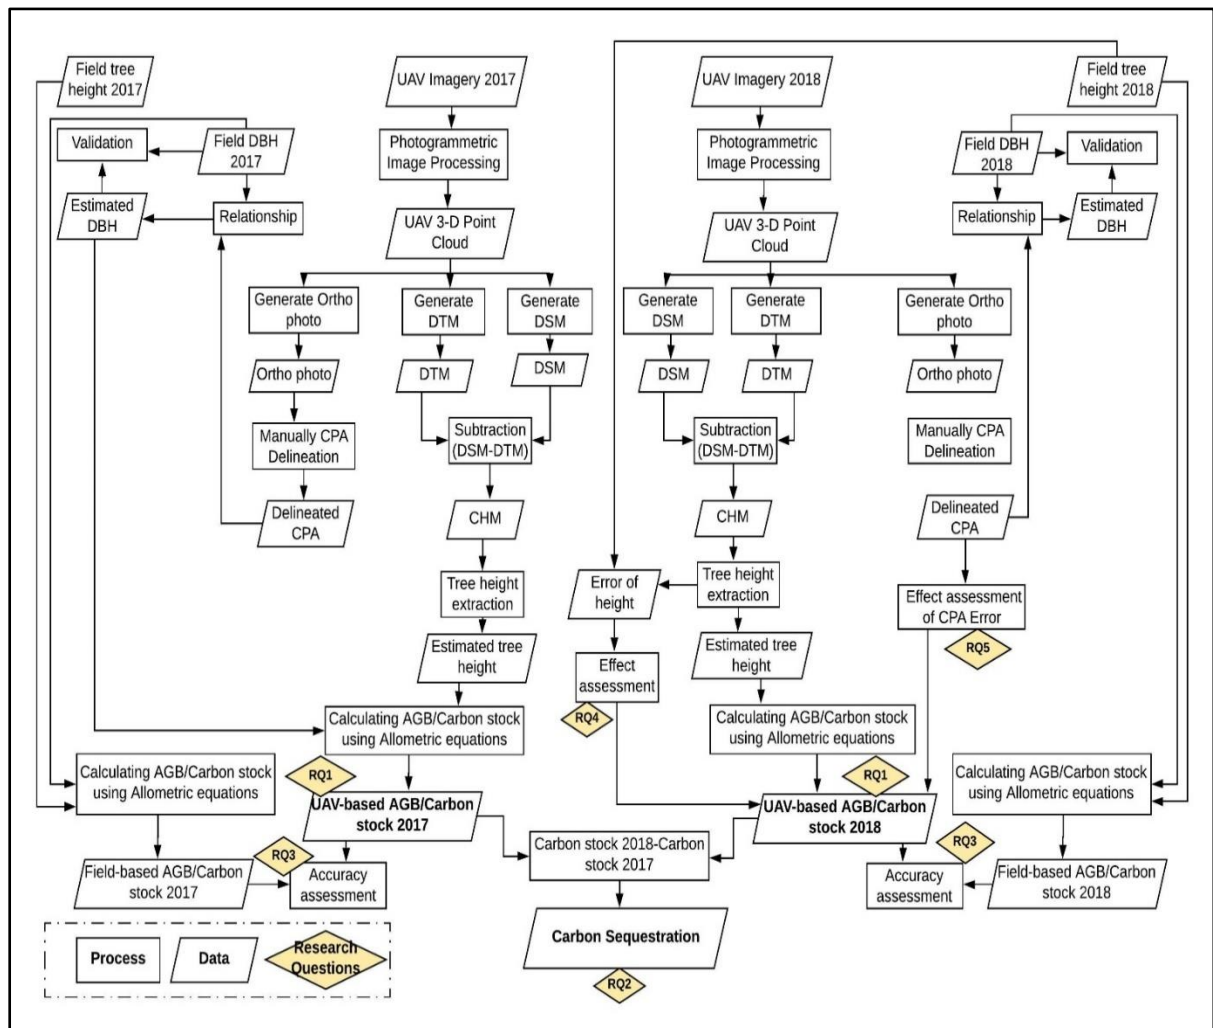 Field tree
height 2017
UAV Imagery 2017
UAV Imagery 2018
Field tree
height 2018
Validation
Field DBH
2017
Photogrammetric
Image Processing
Photogrammetric
Image Processing
Field DBH
2018
Validation
Estimated
DBH
Relationship
UAV 3-D Point
Cloud
UAV 3-D Point
Cloud
Relationship
Estimated
DBH
Generate Ortho
photo
Generate
DTM
Generate
DSM
Generate
DSM
Generate
DTM
Generate Ortho
photo
Ortho photo
DTM
DSM
DSM
DTM
Ortho photo
Manually CPA
Delineation
Subtraction
(DSM-DTM)
Subtraction
(DSM-DTM)
Manually CPA
Delineation
Delineated
CPA
CHM
CHM
Delineated
CPA
Tree height
extraction
Error of
height
Tree height
extraction
Effect assessment
of CPA Error
RQ5
Estimated tree
height
Effect
assessment
RQ4
Estimated tree
height
Calculating AGB/Carbon stock
using Allometric equations
Calculating AGB/Carbon stock
using Allometric equations
Calculating AGB/Carbon stock
using Allometric equations
RQ1
RQ1
Calculating AGB/Carbon stock
using Allometric equations
UAV-based AGB/Carbon
stock 2017
UAV-based AGB/Carbon
stock 2018
RQ3
Carbon stock 2018-Carbon
stock 2017
RQ3
Field-based AGB/Carbon
stock 2017
Accuracy
assessment
Accuracy
assessment
Field-based AGB/Carbon
stock 2018
Carbon Sequestration
RQ2
Process
Data
Research
Questions